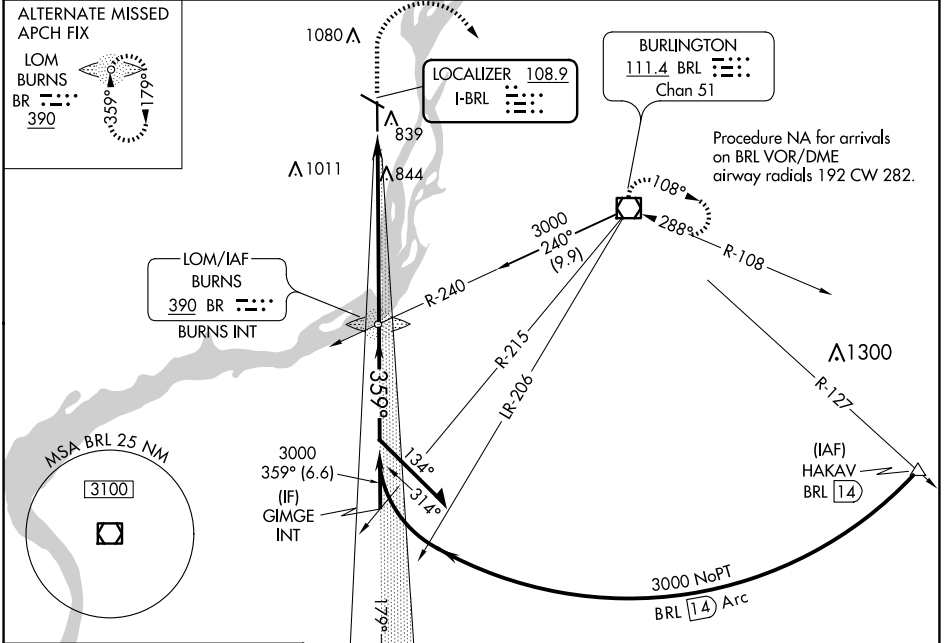 ALTERNATE MISSED
APCH FIX
LOM
BURNS
BR
390
359°
179°
1080
LOCALIZER 108.9
I-BRL
BURLINGTON
111.4 BRL
Chan 51
Procedure NA for arrivals
on BRL VOR/DME
airway radials 192 CW 282.
839
1011
844
108°
288°
R-108
3000
240°
(9.9)
R-240
LOM/IAF
BURNS
390 BR
BURNS INT
R-215
LR-206
1300
R-127
359°
MSA BRL 25 NM
3100
3000
359° (6.6)
(IF)
GIMGE
INT
134°
314°
(IAF)
HAKAV
BRL 14
3000 NoPT
BRL 14 Arc
179°